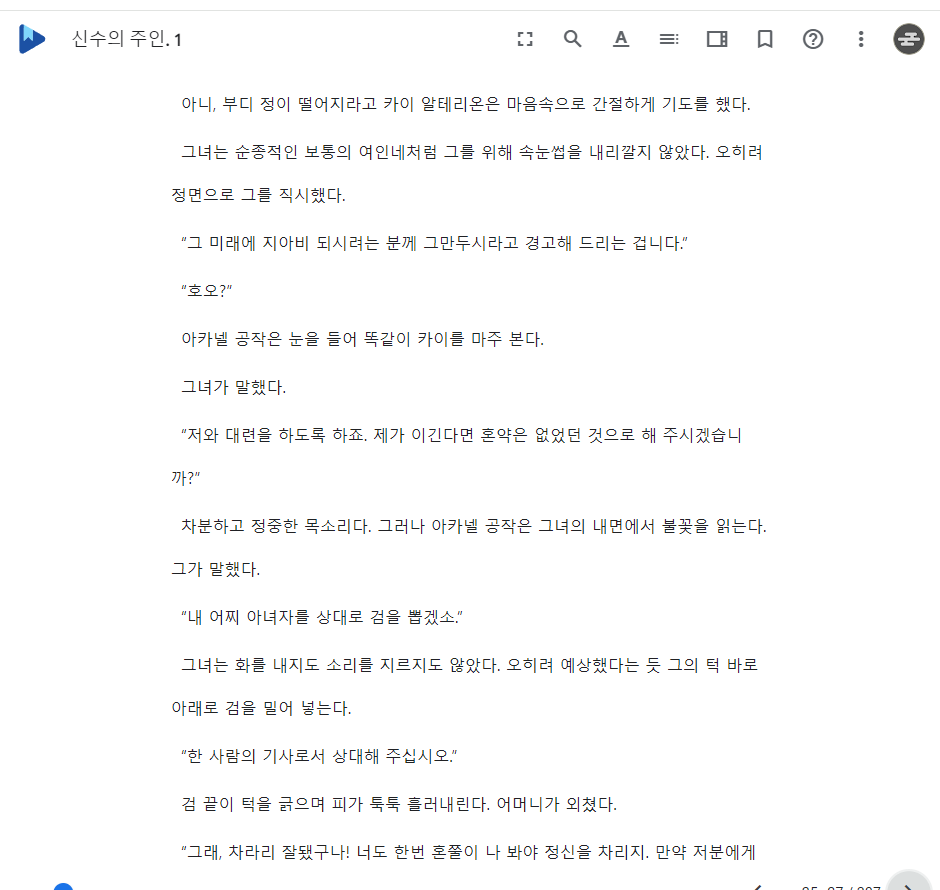 신수의 주인. 1
아니, 부디 정이 떨어지라고 카이 알테리온은 마음속으로 간절하게 기도를 했다.
그녀는 순종적인 보통의 여인네처럼 그를 위해 속눈썹을 내리깔지 않았다. 오히려
정면으로 그를 직시했다.
“그 미래에 지아비 되시려는 분께 그만두시라고 경고해 드리는 겁니다.”
“호오?”
아카넬 공작은 눈을 들어 똑같이 카이를 마주 본다.
그녀가 말했다.
“저와 대련을 하도록 하죠. 제가 이긴다면 혼약은 없었던 것으로 해 주시겠습니
까?”
차분하고 정중한 목소리다. 그러나 아카넬 공작은 그녀의 내면에서 불꽃을 읽는다.
그가 말했다.
“내 어찌 아녀자를 상대로 검을 뽑겠소.”
그녀는 화를 내지도 소리를 지르지도 않았다. 오히려 예상했다는 듯 그의 턱 바로
아래로 검을 밀어 넣는다.
“한 사람의 기사로서 상대해 주십시오.”
검 끝이 턱을 긁으며 피가 툭툭 흘러내린다. 어머니가 외쳤다.
“그래, 차라리 잘됐구나! 너도 한번 혼쭐이 나 봐야 정신을 차리지. 만약 저분에게